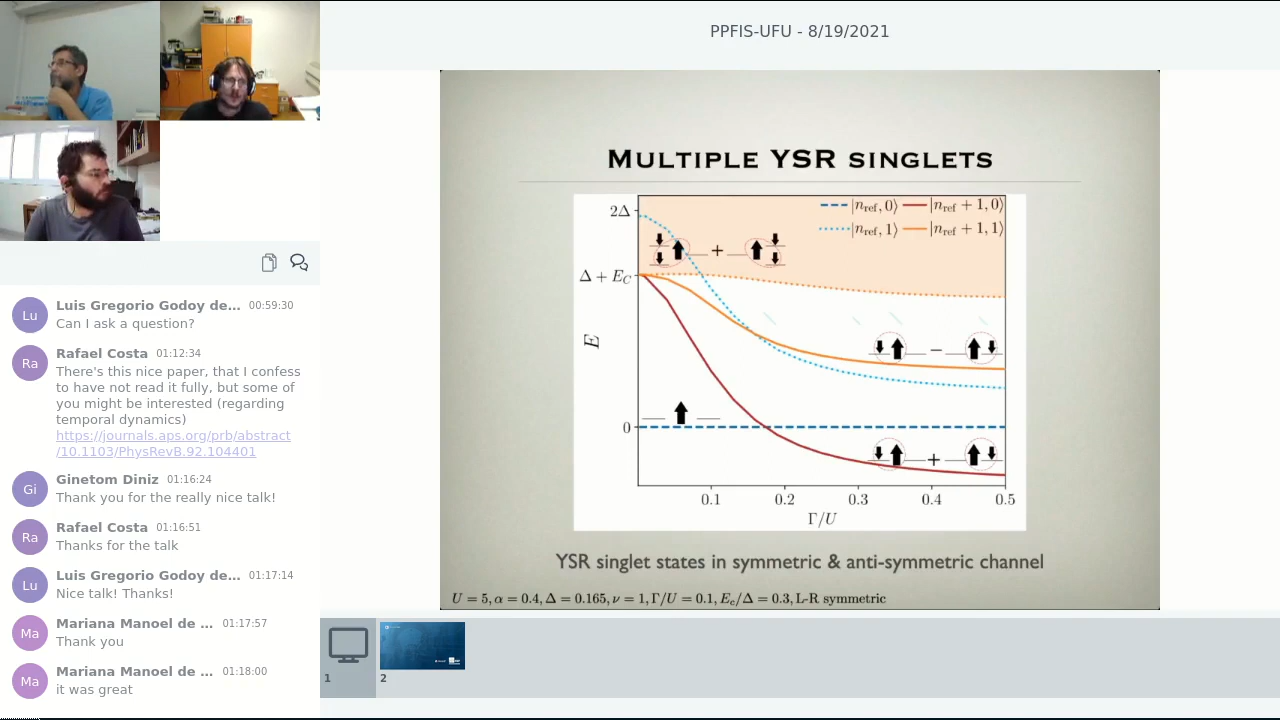 PPFIS-UFU - 8/19/2021
Luis Gregorio Godoy de... 00:59:30
Can I ask a question?
Rafael Costa 01:12:34
There's this nice paper, that I confess
to have not read it fully, but some of
you might be interested (regarding
temporal dynamics)
https://journals.aps.org/prb/abstract
/10.1103/PhysRevB.92.104401
Ginetom Diniz 01:16:24
Thank you for the really nice talk!
Rafael Costa 01:16:51
Thanks for the talk
Luis Gregorio Godoy de... 01:17:14
Nice talk! Thanks!
Mariana Manoel de ... 01:17:57
Thank you
Mariana Manoel de ... 01:18:00
it was great
Lu
Ra
Gi
Ra
Lu
Ma
Ma
MULTIPLE YSR SINGLETS
|n_ref, 0⟩ |n_ref + 1, 0⟩
|n_ref, 1⟩ |n_ref + 1, 1⟩
2Δ
Δ + E_C
E
0
+
−
+
0.1 0.2 0.3 0.4 0.5
Γ/U
YSR singlet states in symmetric & anti-symmetric channel
U = 5, α = 0.4, Δ = 0.165, ν = 1, Γ/U = 0.1, E_c/Δ = 0.3, L-R symmetric
1
2